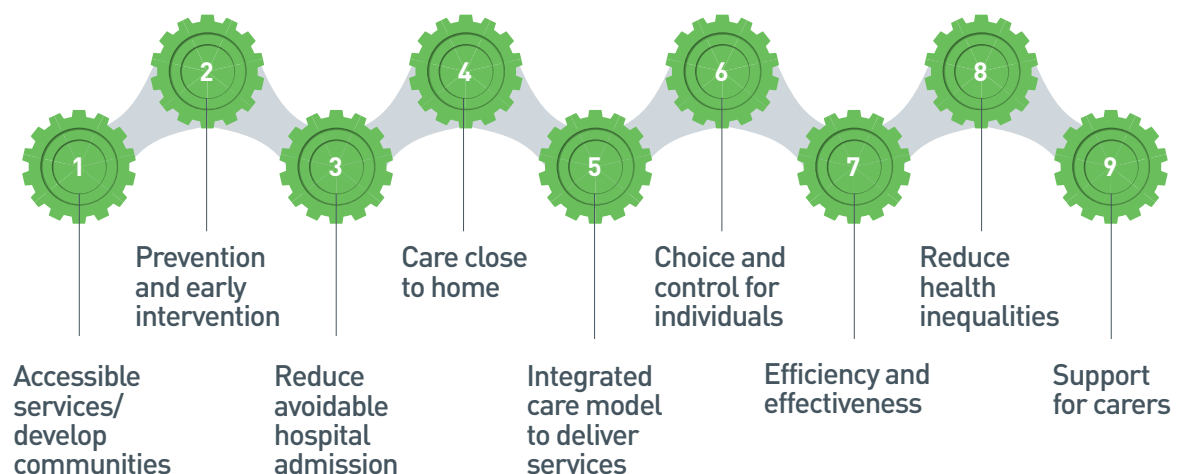 1
Accessible
services/
develop
communities
2
Prevention
and early
intervention
3
Reduce
avoidable
hospital
admission
4
Care close
to home
5
Integrated
care model
to deliver
services
6
Choice and
control for
individuals
7
Efficiency and
effectiveness
8
Reduce
health
inequalities
9
Support
for carers